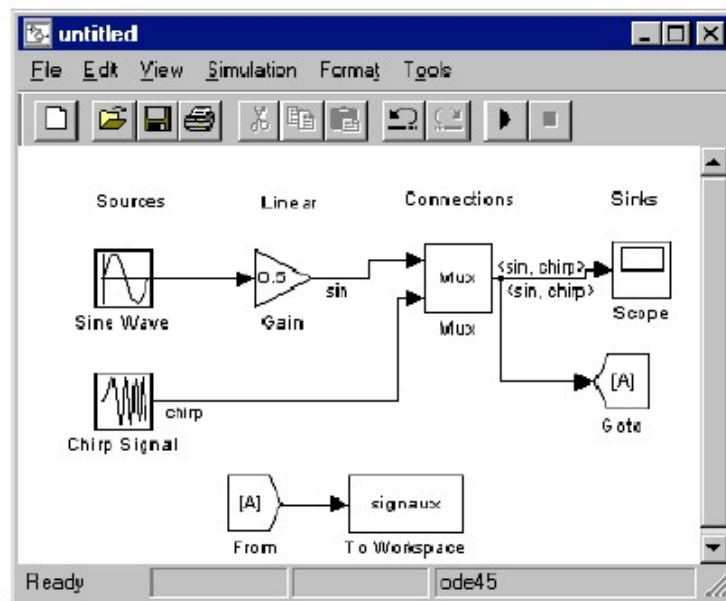 untitled
File Edit View Simulation Format Tools
Sources Linear Connections Sinks
0.5 Mux <sin, chirp>
sin <sin, chirp>
Sine Wave Gain Mux Scope
[A]
chirp
Goto
Chirp Signal
[A] signaux
From To Workspace
Ready ode45